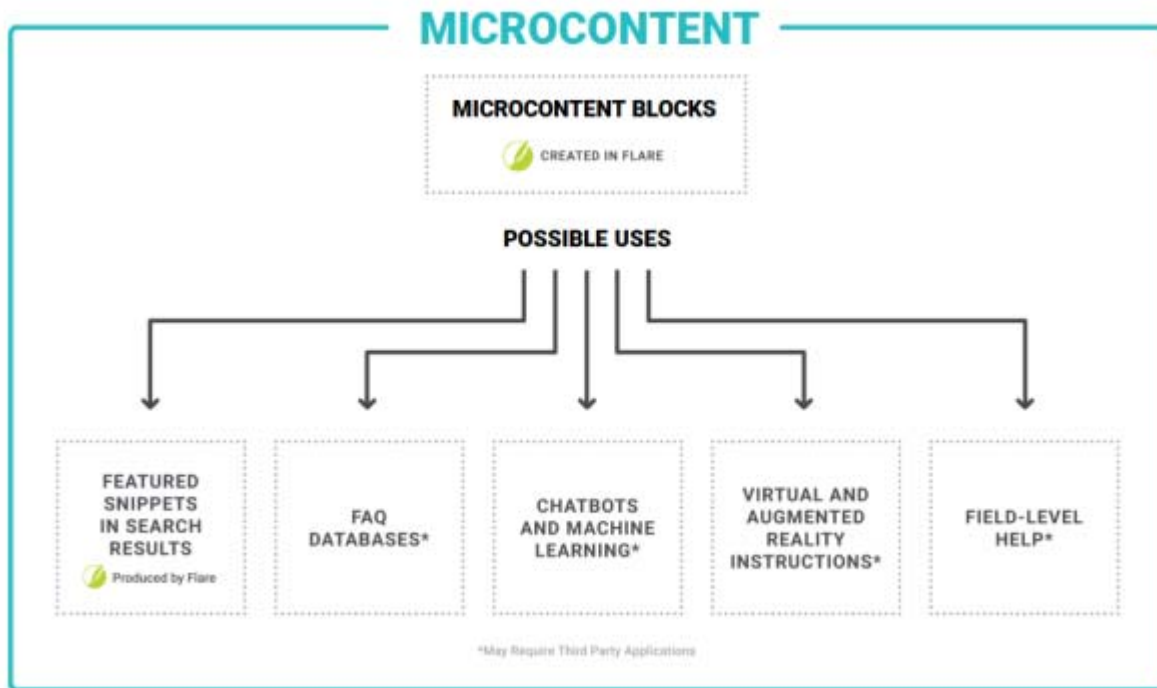 MICROCONTENT
MICROCONTENT BLOCKS
CREATED IN FLARE
POSSIBLE USES
FEATURED
SNIPPETS
IN SEARCH
RESULTS
Produced by Flare
FAQ
DATABASES*
CHATBOTS
AND MACHINE
LEARNING*
VIRTUAL AND
AUGMENTED
REALITY
INSTRUCTIONS*
FIELD-LEVEL
HELP*
*May Require Third Party Applications